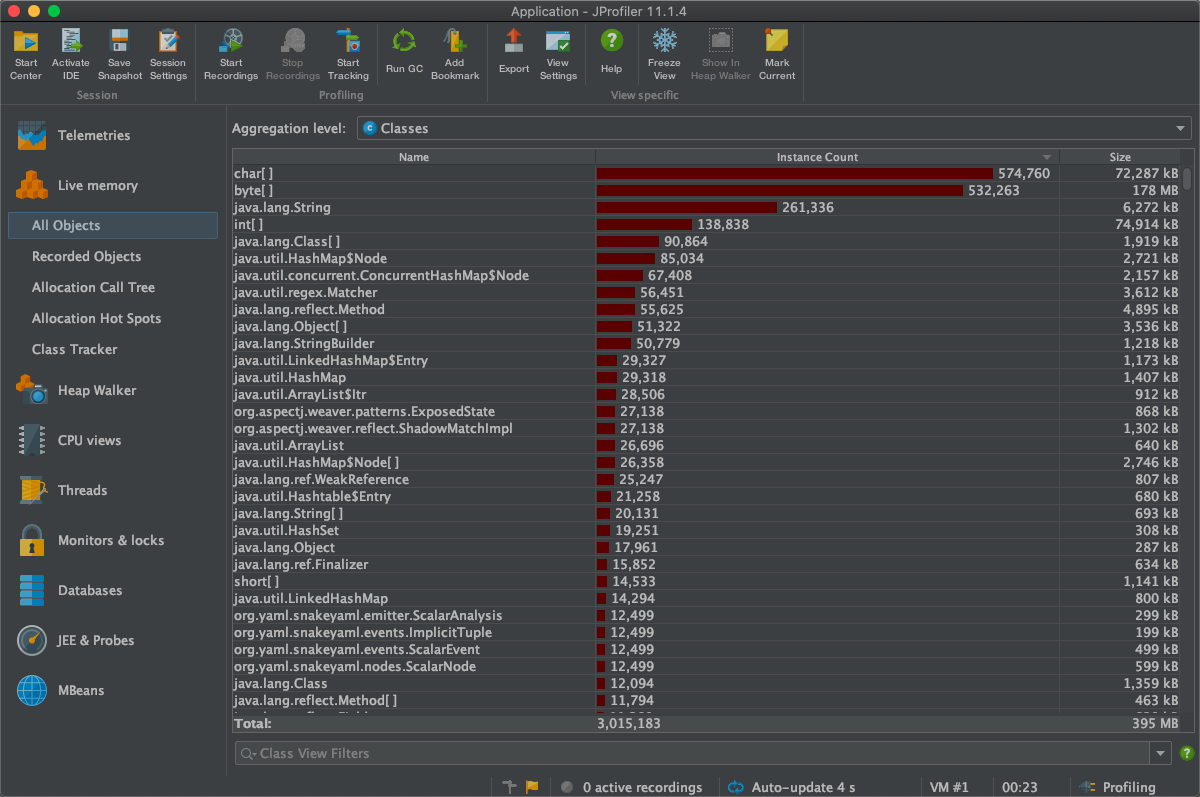 Application - JProfiler 11.1.4
Start Center
Activate IDE
Save Snapshot
Session Settings
Start Recordings
Stop Recordings
Start Tracking
Run GC
Add Bookmark
Export
View Settings
Help
Freeze View
Show In Heap Walker
Mark Current
Session
Profiling
View specific
Telemetries
Live memory
All Objects
Recorded Objects
Allocation Call Tree
Allocation Hot Spots
Class Tracker
Heap Walker
CPU views
Threads
Monitors & locks
Databases
JEE & Probes
MBeans
Aggregation level: C Classes
Name Instance Count Size
char[ ] 574,760 72,287 kB
byte[ ] 532,263 178 MB
java.lang.String 261,336 6,272 kB
int[ ] 138,838 74,914 kB
java.lang.Class[ ] 90,864 1,919 kB
java.util.HashMap$Node 85,034 2,721 kB
java.util.concurrent.ConcurrentHashMap$Node 67,408 2,157 kB
java.util.regex.Matcher 56,451 3,612 kB
java.lang.reflect.Method 55,625 4,895 kB
java.lang.Object[ ] 51,322 3,536 kB
java.lang.StringBuilder 50,779 1,218 kB
java.util.LinkedHashMap$Entry 29,327 1,173 kB
java.util.HashMap 29,318 1,407 kB
java.util.ArrayList$Itr 28,506 912 kB
org.aspectj.weaver.patterns.ExposedState 27,138 868 kB
org.aspectj.weaver.reflect.ShadowMatchImpl 27,138 1,302 kB
java.util.ArrayList 26,696 640 kB
java.util.HashMap$Node[ ] 26,358 2,746 kB
java.lang.ref.WeakReference 25,247 807 kB
java.util.Hashtable$Entry 21,258 680 kB
java.lang.String[ ] 20,131 693 kB
java.util.HashSet 19,251 308 kB
java.lang.Object 17,961 287 kB
java.lang.ref.Finalizer 15,852 634 kB
short[ ] 14,533 1,141 kB
java.util.LinkedHashMap 14,294 800 kB
org.yaml.snakeyaml.emitter.ScalarAnalysis 12,499 299 kB
org.yaml.snakeyaml.events.ImplicitTuple 12,499 199 kB
org.yaml.snakeyaml.events.ScalarEvent 12,499 499 kB
org.yaml.snakeyaml.nodes.ScalarNode 12,499 599 kB
java.lang.Class 12,094 1,359 kB
java.lang.reflect.Method[ ] 11,794 463 kB
Total: 3,015,183 395 MB
Class View Filters
0 active recordings
Auto-update 4 s
VM #1
00:23
Profiling